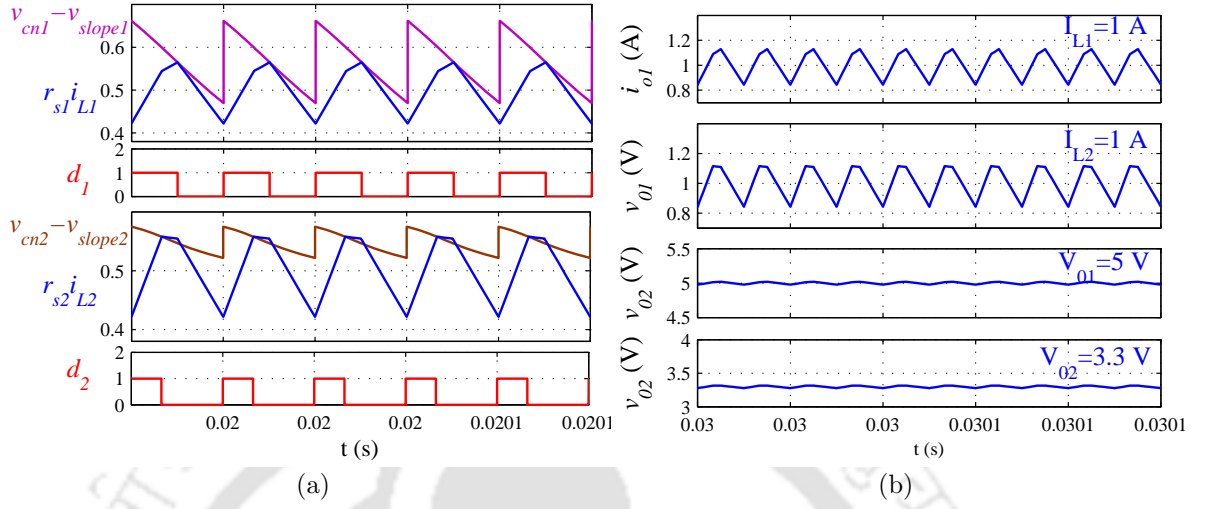 v_cn1−v_slope1
0.6
0.5
0.4
r_s1 i_L1
2
1
0
d_1
v_cn2−v_slope2
0.5
0.4
r_s2 i_L2
2
1
0
d_2
0.02 0.02 0.02 0.0201 0.0201
t (s)
(a)
i_o1 (A)
1.2
1
0.8
I_L1=1 A
v_01 (V)
1.2
1
0.8
I_L2=1 A
v_02 (V)
5.5
5
4.5
V_01=5 V
v_02 (V)
4
3.5
3
V_02=3.3 V
0.03 0.03 0.03 0.0301 0.0301 0.0301
t (s)
(b)